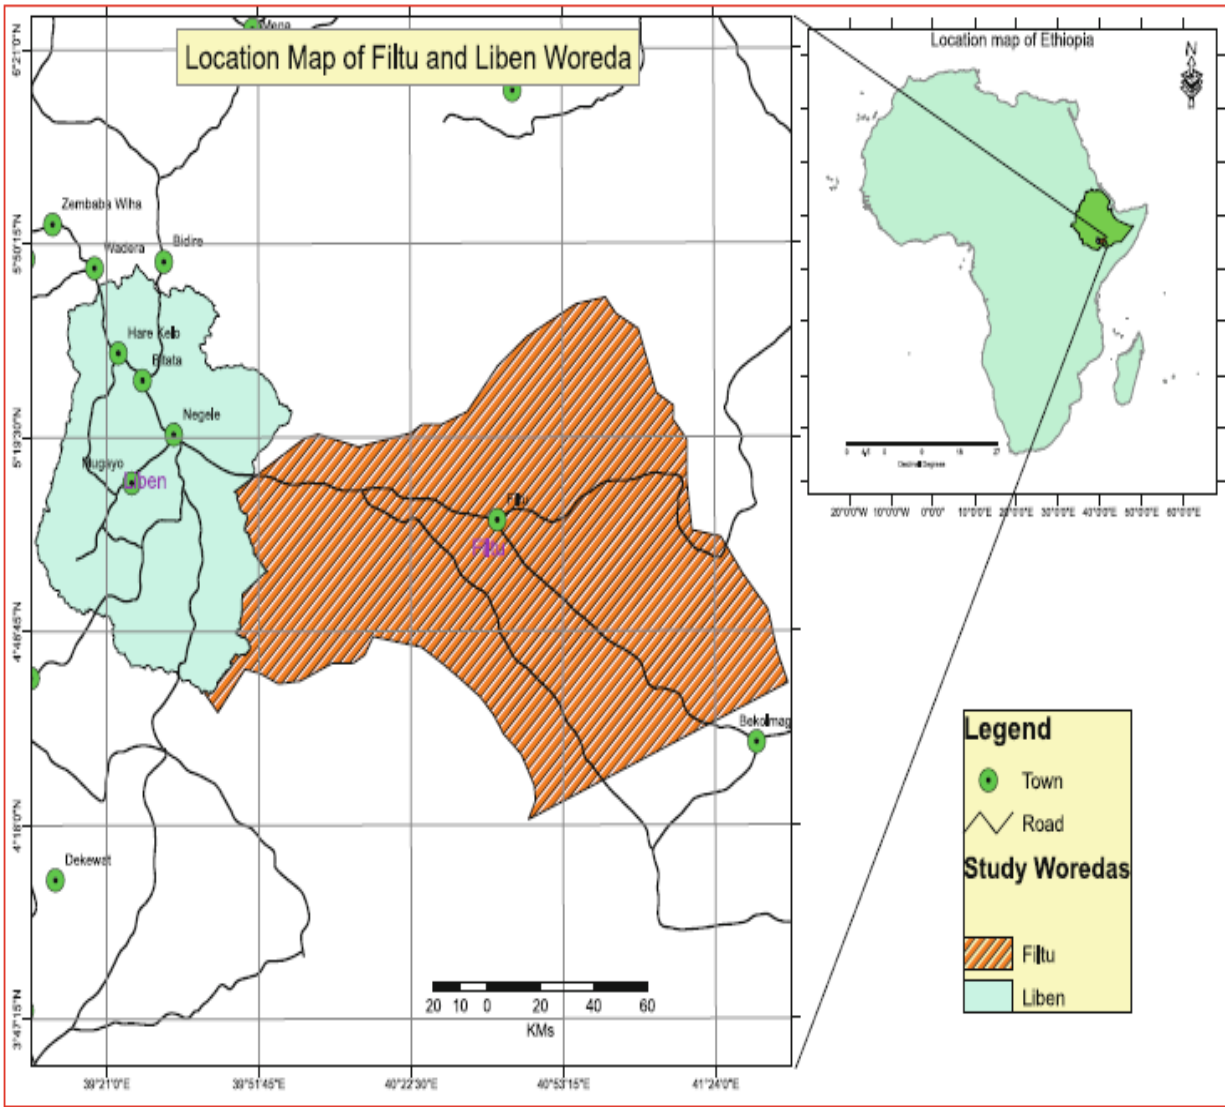 Location Map of Filtu and Liben Woreda
Mena
Zembaba Wiha
Wadera
Bidire
Hare Kelo
Negele
Mugayo
Liben
Filtu
Filtu
Bekolmag
Dekewat
20 10 0 20 40 60
KMs
6°21'0"N
5°50'15"N
5°19'30"N
4°48'45"N
4°18'0"N
3°47'15"N
39°21'0"E
39°51'45"E
40°22'30"E
40°53'15"E
41°24'0"E
Location map of Ethiopia
N
Decimal Degrees
20°0'0"W 10°0'0"W 0°0'0" 10°0'0"E 20°0'0"E 30°0'0"E 40°0'0"E 50°0'0"E 60°0'0"E
Legend
Town
Road
Study Woredas
Filtu
Liben